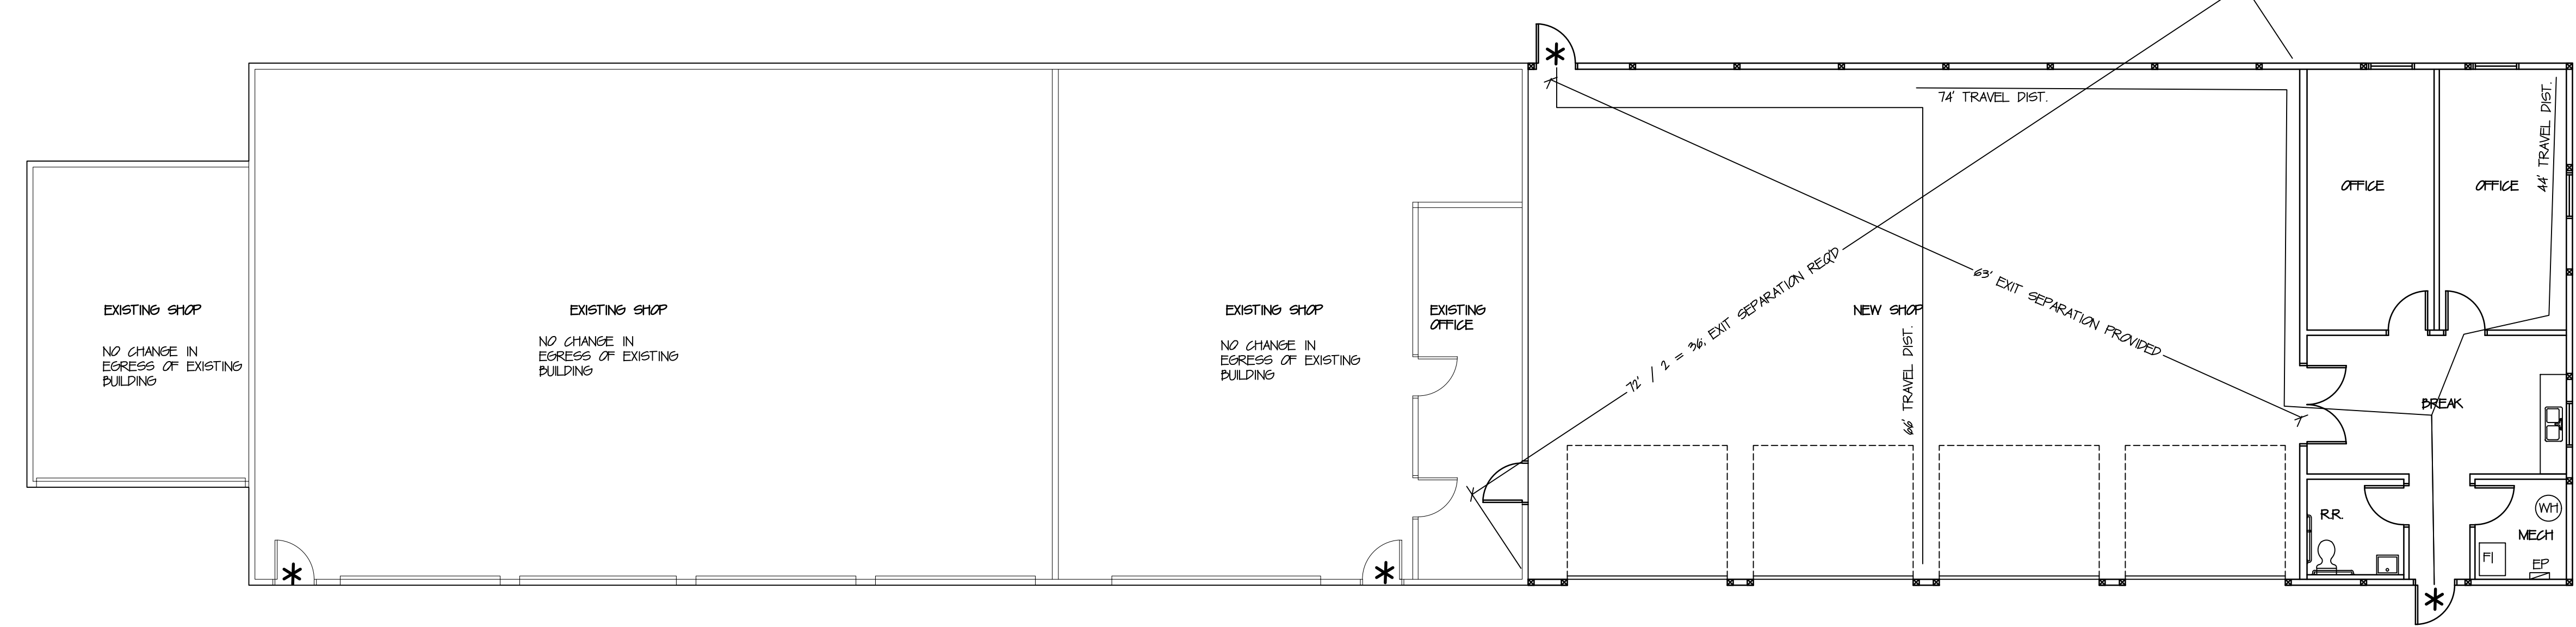 74' TRAVEL DIST.
44' TRAVEL DIST.
OFFICE
OFFICE
72' / 2 = 36'; EXIT SEPARATION REQ'D
63' EXIT SEPARATION PROVIDED
EXISTING SHOP
NO CHANGE IN
EGRESS OF EXISTING
BUILDING
EXISTING SHOP
NO CHANGE IN
EGRESS OF EXISTING
BUILDING
EXISTING SHOP
NO CHANGE IN
EGRESS OF EXISTING
BUILDING
EXISTING
OFFICE
NEW SHOP
66' TRAVEL DIST.
BREAK
R.R.
WH
MECH
F1
EP